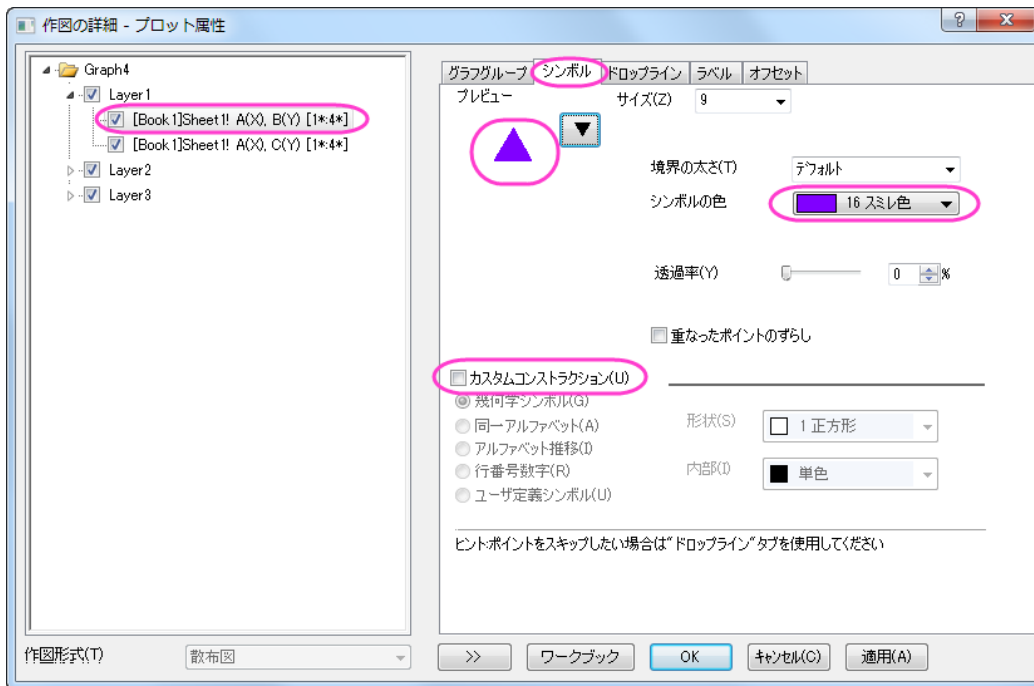 作図の詳細 - プロット属性
Graph4
Layer1
[Book1]Sheet1! A(X), B(Y) [1*:4*]
[Book1]Sheet1! A(X), C(Y) [1*:4*]
Layer2
Layer3
作図形式(T) 散布図
グラフグループ シンボル ドロップライン ラベル オフセット
プレビュー サイズ(Z) 9
境界の太さ(T) デフォルト
シンボルの色 16 スミレ色
透過率(Y) 0 %
重なったポイントのずらし
カスタムコンストラクション(U)
幾何学シンボル(G)
同一アルファベット(A) 形状(S) 1 正方形
アルファベット推移(I)
行番号数字(R) 内部(I) 単色
ユーザ定義シンボル(U)
ヒント:ポイントをスキップしたい場合は"ドロップライン"タブを使用してください
>> ワークブック OK キャンセル(C) 適用(A)